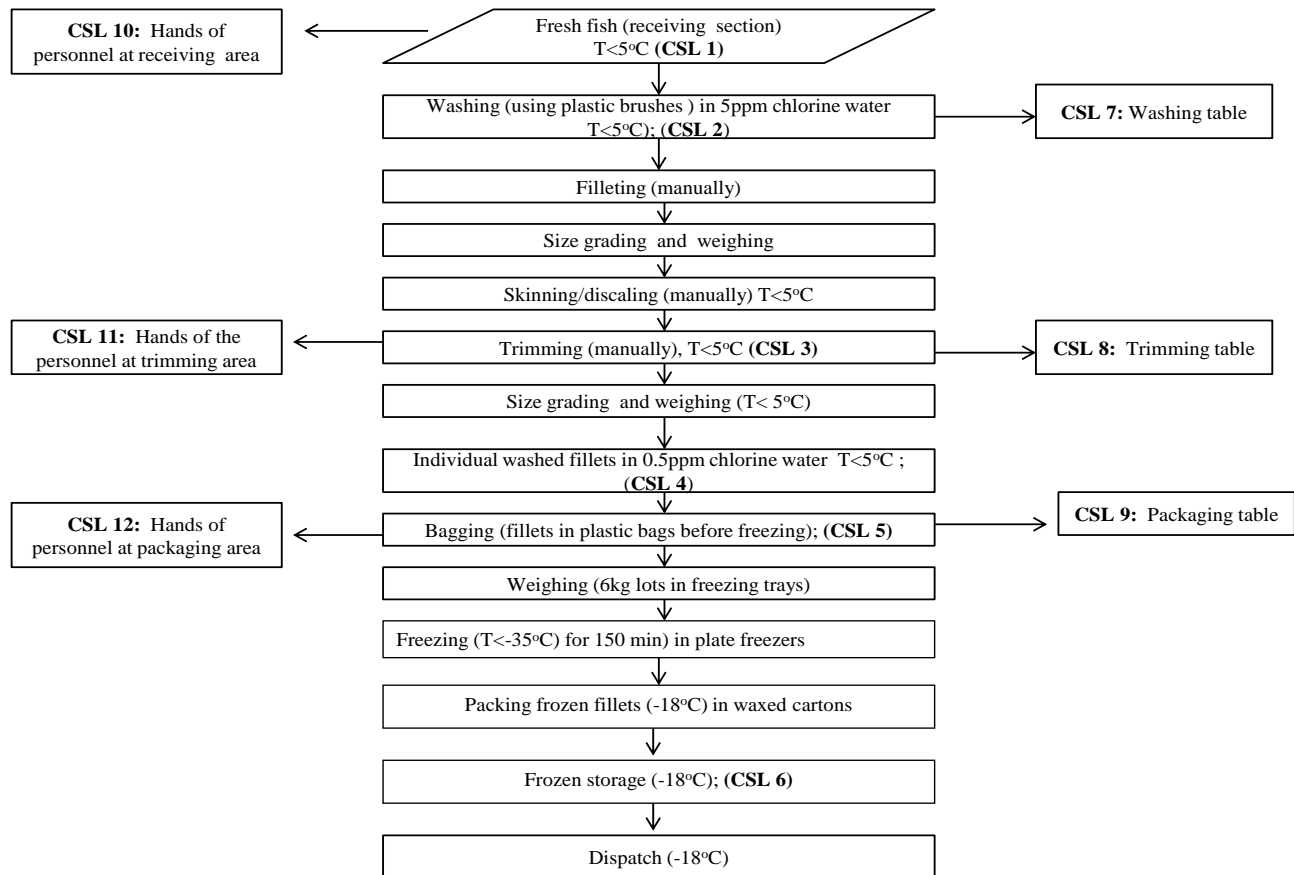 CSL 10: Hands of
personnel at receiving area
Fresh fish (receiving section)
T<5°C (CSL 1)
Washing (using plastic brushes ) in 5ppm chlorine water
T<5°C); (CSL 2)
CSL 7: Washing table
Filleting (manually)
Size grading and weighing
Skinning/discaling (manually) T<5°C
CSL 11: Hands of the
personnel at trimming area
Trimming (manually), T<5°C (CSL 3)
CSL 8: Trimming table
Size grading and weighing (T< 5°C)
Individual washed fillets in 0.5ppm chlorine water T<5°C ;
(CSL 4)
CSL 12: Hands of
personnel at packaging area
Bagging (fillets in plastic bags before freezing); (CSL 5)
CSL 9: Packaging table
Weighing (6kg lots in freezing trays)
Freezing (T<-35°C) for 150 min) in plate freezers
Packing frozen fillets (-18°C) in waxed cartons
Frozen storage (-18°C); (CSL 6)
Dispatch (-18°C)